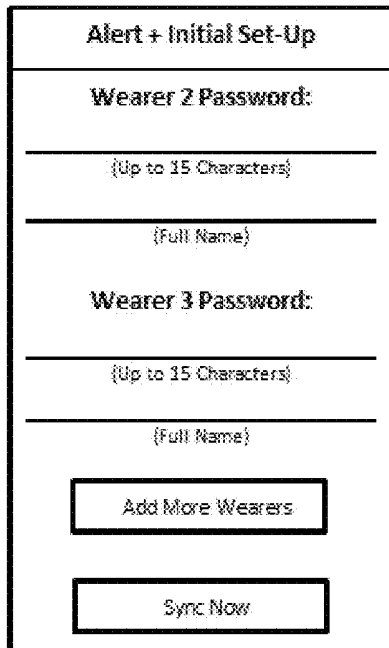 Alert + Initial Set-Up
Wearer 2 Password:
(Up to 15 Characters)
(Full Name)
Wearer 3 Password:
(Up to 15 Characters)
(Full Name)
Add More Wearers
Sync Now